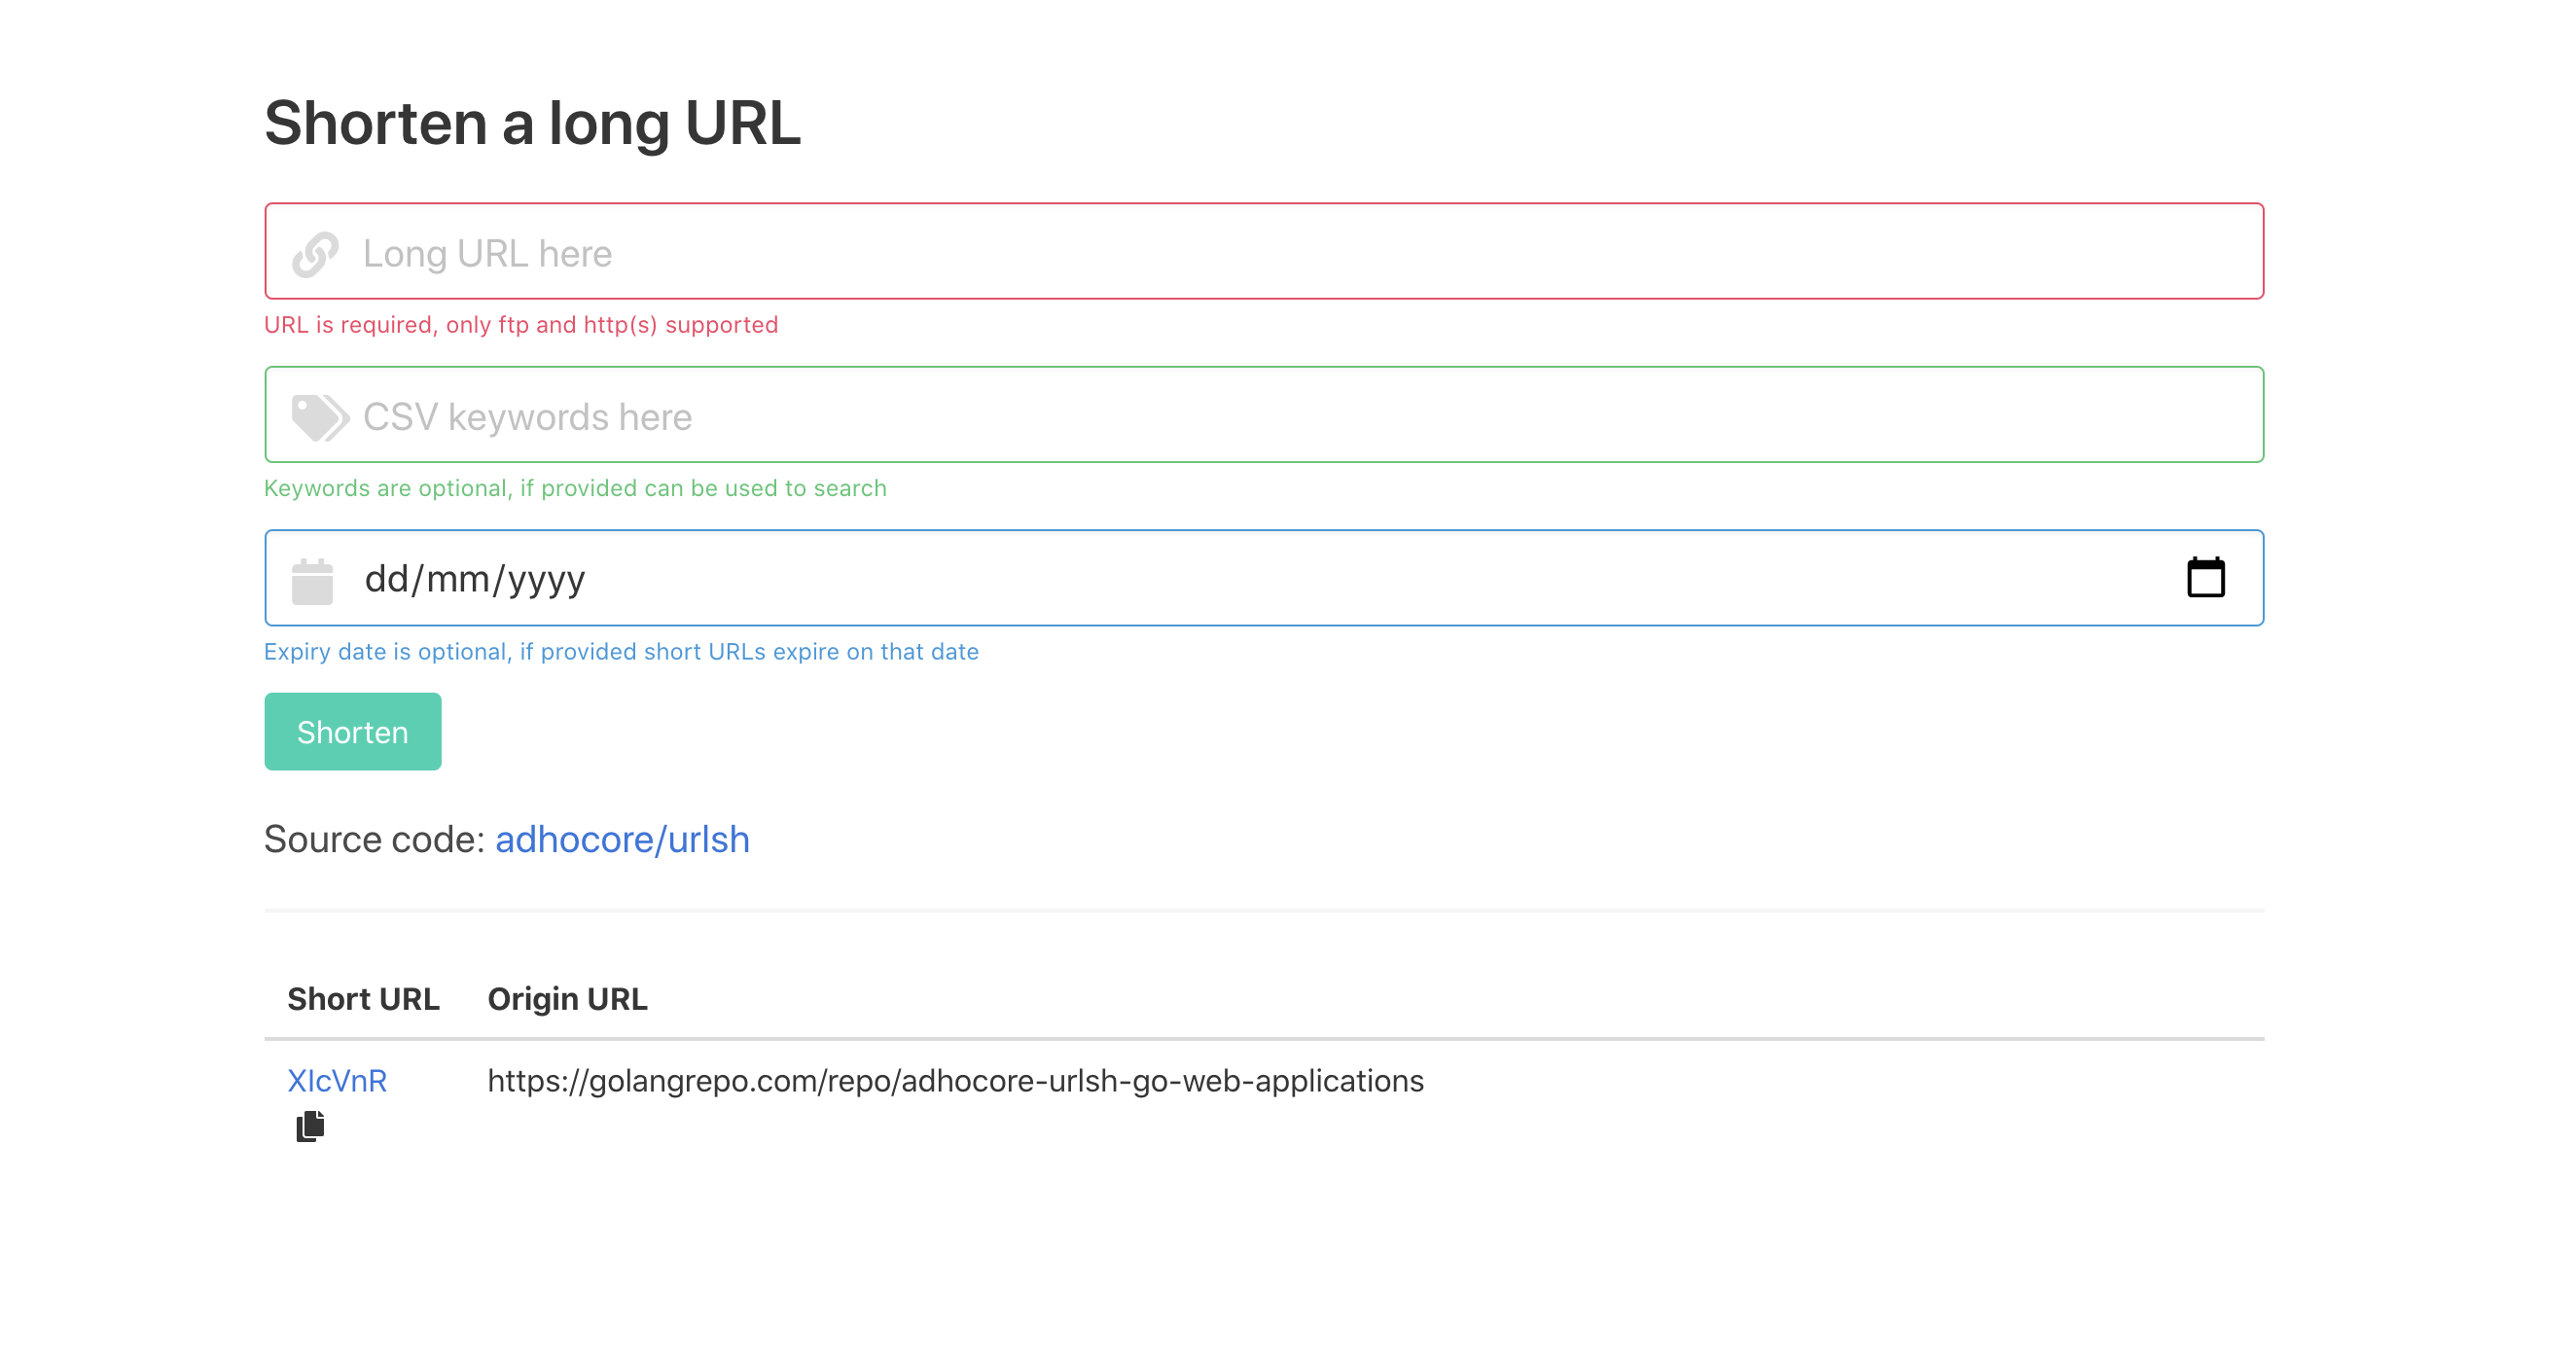 Shorten a long URL
Long URL here
URL is required, only ftp and http(s) supported
CSV keywords here
Keywords are optional, if provided can be used to search
dd/mm/yyyy
Expiry date is optional, if provided short URLs expire on that date
Shorten
Source code: adhocore/urlsh
Short URL Origin URL
XIcVnR https://golangrepo.com/repo/adhocore-urlsh-go-web-applications